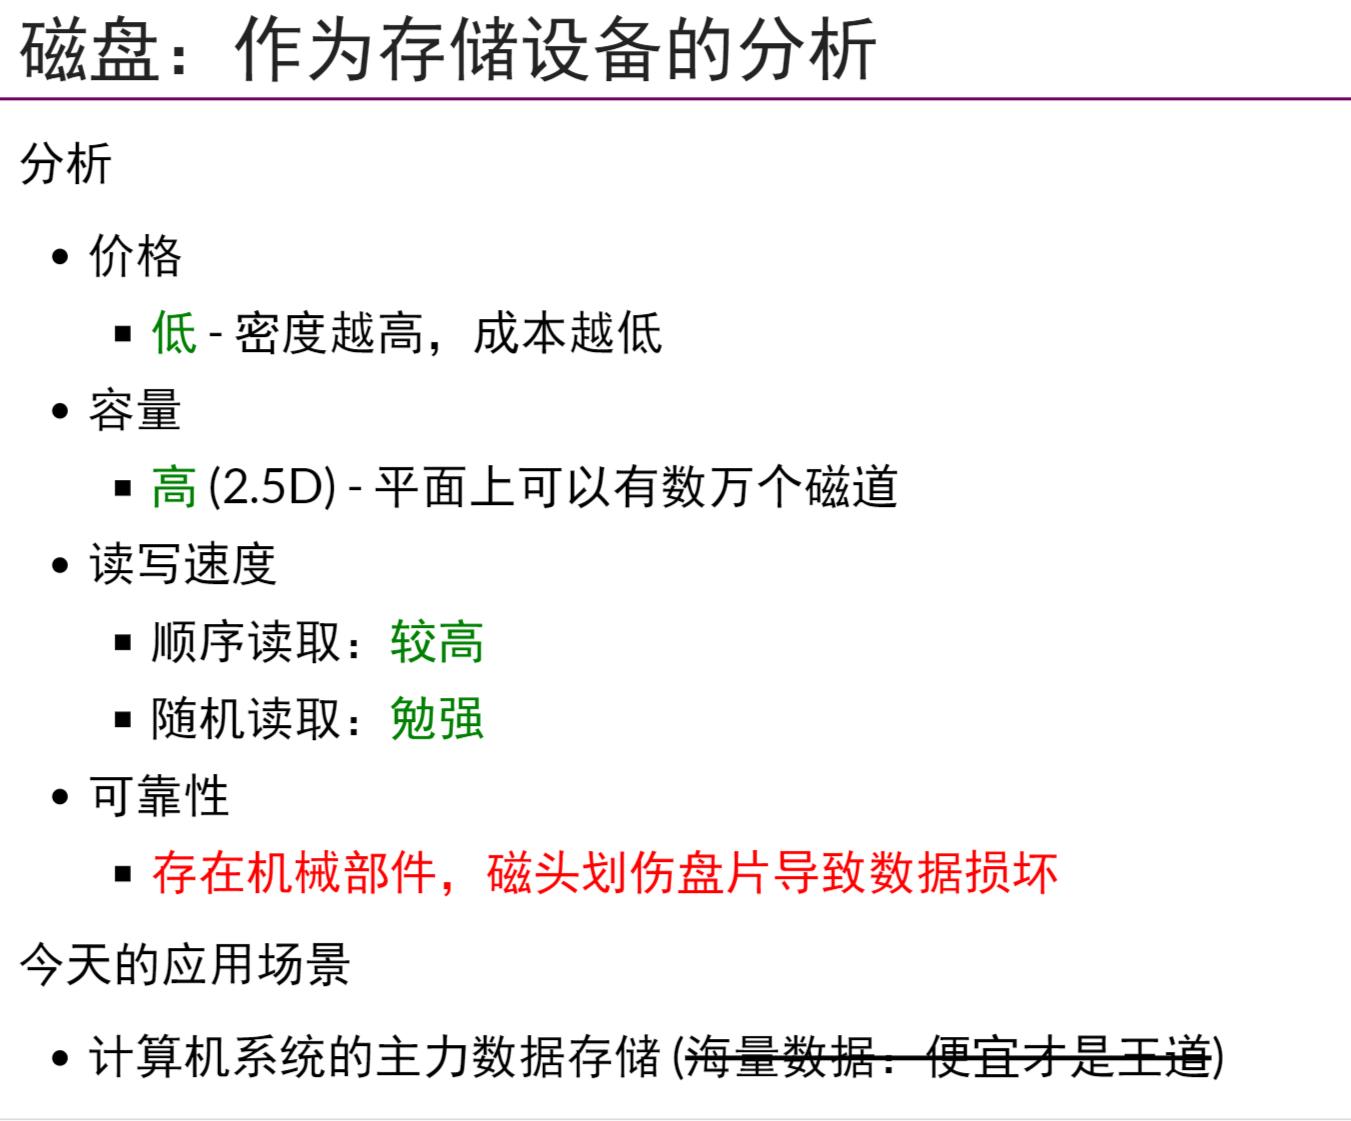 磁盘：作为存储设备的分析
分析
• 价格
▪ 低 - 密度越高，成本越低
• 容量
▪ 高 (2.5D) - 平面上可以有数万个磁道
• 读写速度
▪ 顺序读取：较高
▪ 随机读取：勉强
• 可靠性
▪ 存在机械部件，磁头划伤盘片导致数据损坏
今天的应用场景
• 计算机系统的主力数据存储 (海量数据：便宜才是王道)